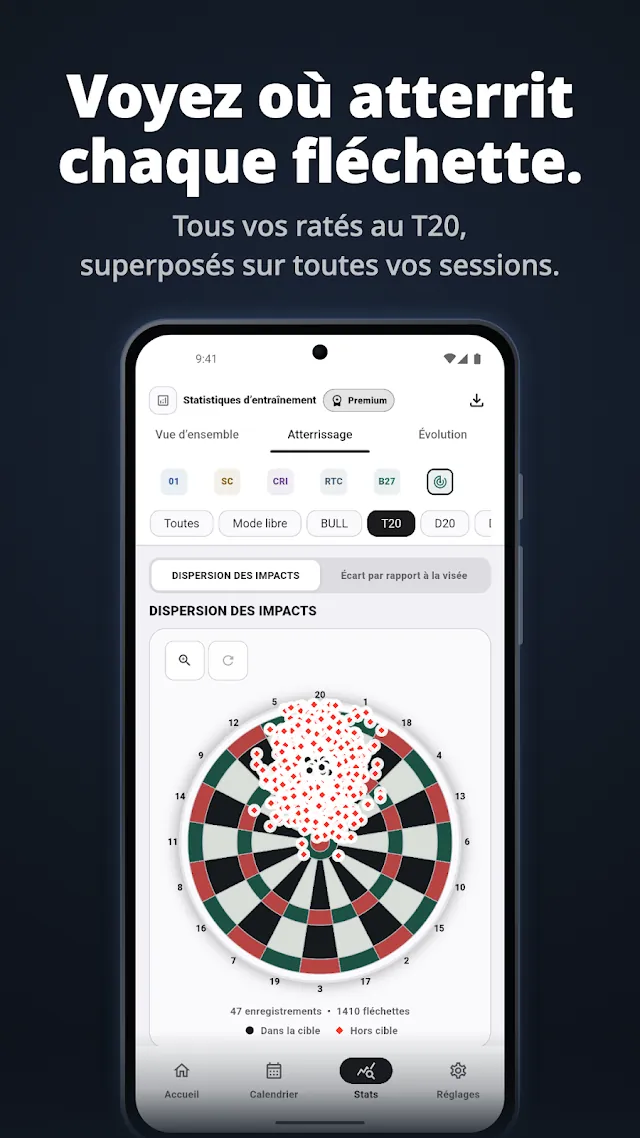 Voyez où atterrit
chaque fléchette.
Tous vos ratés au T20,
superposés sur toutes vos sessions.
9:41
Statistiques d'entraînement
Premium
Vue d'ensemble
Atterrissage
Évolution
01
SC
CRI
RTC
B27
Toutes
Mode libre
BULL
T20
D20
DISPERSION DES IMPACTS
Écart par rapport à la visée
DISPERSION DES IMPACTS
20
5
1
12
18
9
4
14
13
11
6
8
10
16
15
7
2
19
17
3
47 enregistrements • 1410 fléchettes
Dans la cible
Hors cible
Accueil
Calendrier
Stats
Réglages